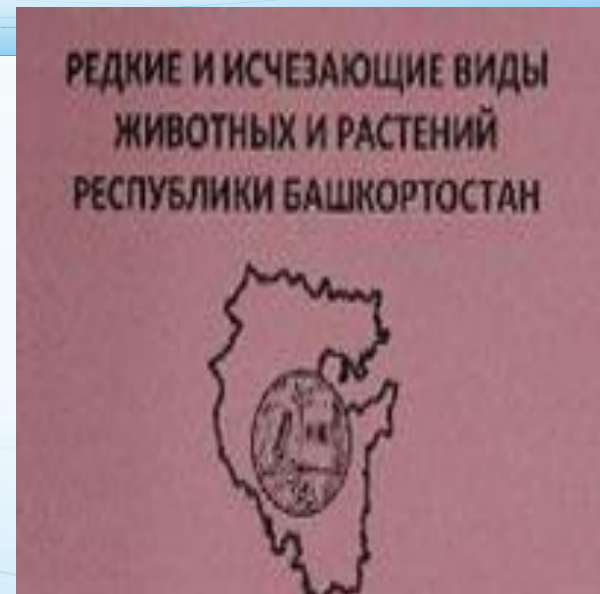 РЕДКИЕ И ИСЧЕЗАЮЩИЕ ВИДЫ
ЖИВОТНЫХ И РАСТЕНИЙ
РЕСПУБЛИКИ БАШКОРТОСТАН